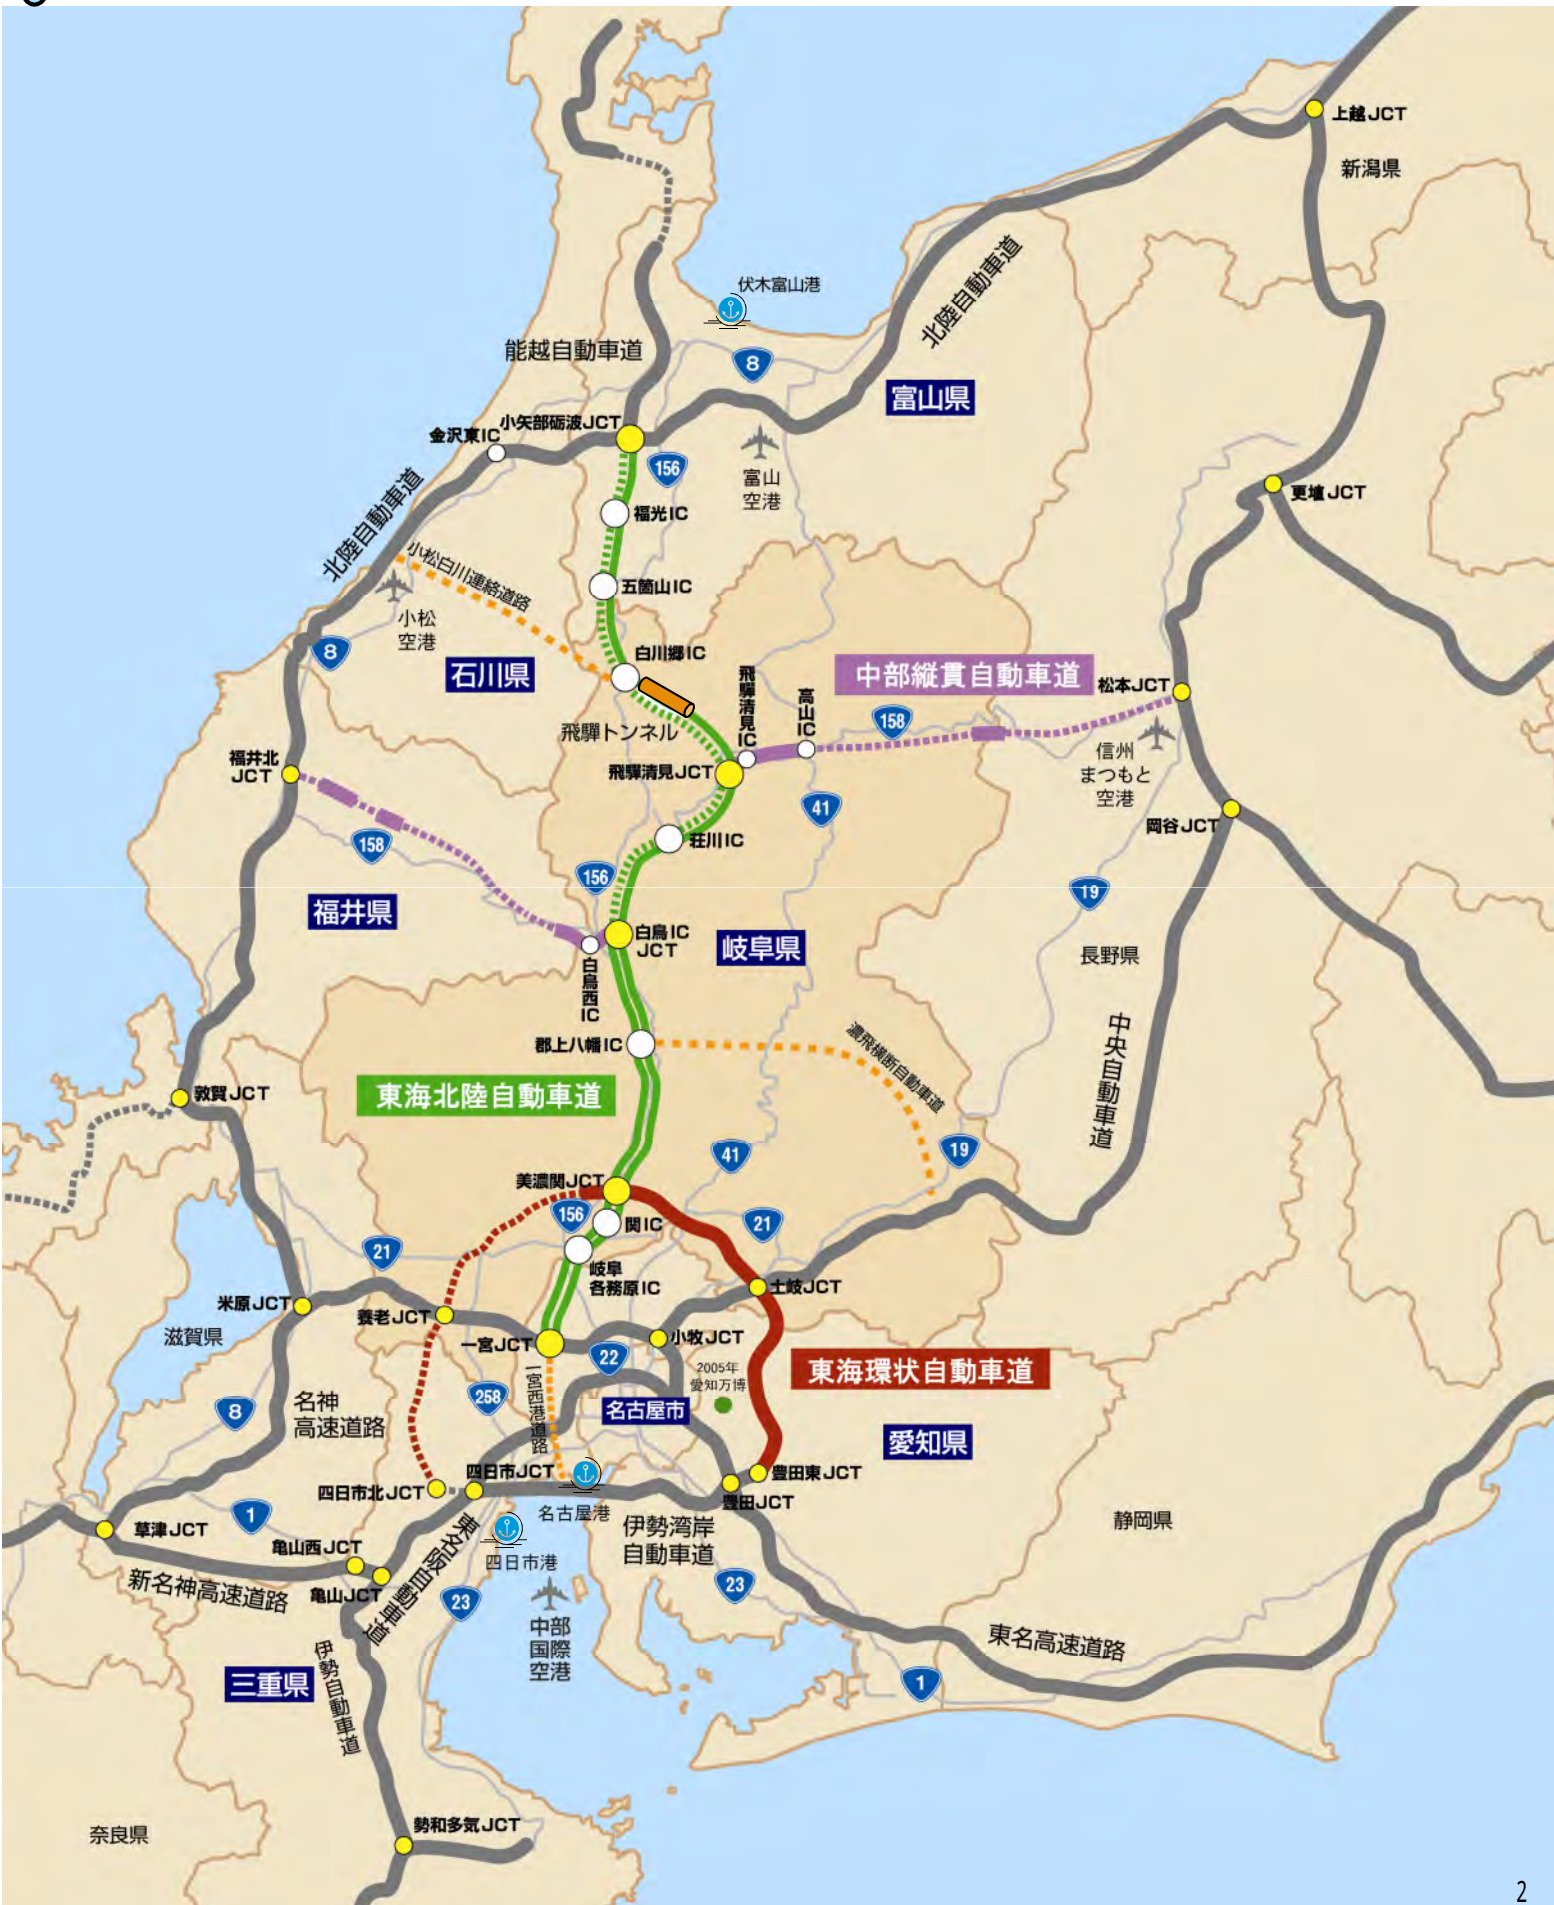 上越JCT
新潟県
北陸自動車道
伏木富山港
能越自動車道
8
富山県
小矢部砺波JCT
金沢東IC
156
富山
空港
更埴JCT
福光IC
北陸自動車道
小松白川連絡道路
五箇山IC
小松
空港
8
白川郷IC
石川県
飛騨清見IC
中部縦貫自動車道
松本JCT
高山IC
158
飛騨トンネル
信州
まつもと
空港
福井北
JCT
飛騨清見JCT
41
岡谷JCT
158
荘川IC
156
19
福井県
白鳥IC
JCT
岐阜県
長野県
白鳥西IC
中央自動車道
郡上八幡IC
濃飛横断自動車道
敦賀JCT
東海北陸自動車道
41
19
美濃関JCT
156
関IC
21
21
岐阜
各務原IC
土岐JCT
米原JCT
養老JCT
滋賀県
一宮JCT
小牧JCT
22
2005年
愛知万博
東海環状自動車道
一宮西港道路
258
名古屋市
8
名神
高速道路
愛知県
四日市JCT
豊田東JCT
四日市北JCT
豊田JCT
名古屋港
1
草津JCT
伊勢湾岸
自動車道
静岡県
亀山西JCT
東名阪自動車道
四日市港
新名神高速道路
亀山JCT
23
23
中部
国際
空港
東名高速道路
伊勢自動車道
三重県
1
勢和多気JCT
奈良県
2